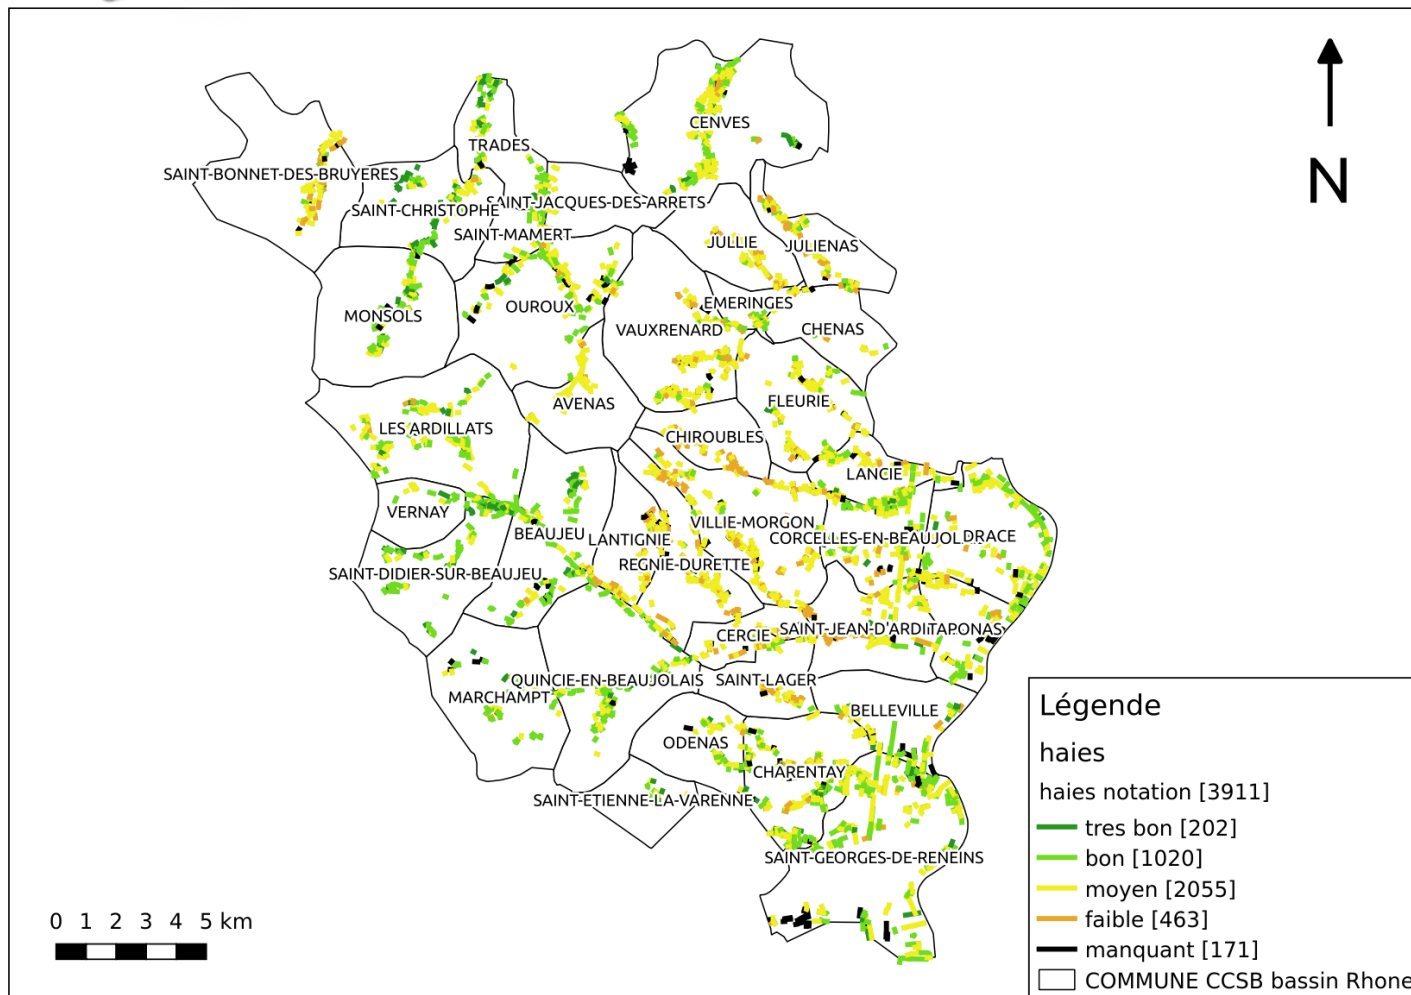 N
CENVES
TRADES
SAINT-BONNET-DES-BRUYERES
SAINT-JACQUES-DES-ARRETS
SAINT-CHRISTOPHE
SAINT-MAMERT
JULLIE
JULIENAS
OUROUX
EMERINGES
MONSOLS
VAUXRENARD
CHENAS
AVENAS
FLEURIE
LES ARDILLATS
CHIROUBLES
LANCIE
VERNAY
VILLIE-MORGON
BEAUJEU
LANTIGNIE
CORCELLES-EN-BEAUJOL
DRACE
REGNIE-DURETTE
SAINT-DIDIER-SUR-BEAUJEU
CERCIE
SAINT-JEAN-D'ARDI
TAPONAS
QUINCIE-EN-BEAUJOLAIS
SAINT-LAGER
MARCHAMPT
BELLEVILLE
ODENAS
CHARENTAY
SAINT-ETIENNE-LA-VARENNE
SAINT-GEORGES-DE-RENEINS
0 1 2 3 4 5 km
Légende
haies
haies notation [3911]
tres bon [202]
bon [1020]
moyen [2055]
faible [463]
manquant [171]
COMMUNE CCSB bassin Rhone